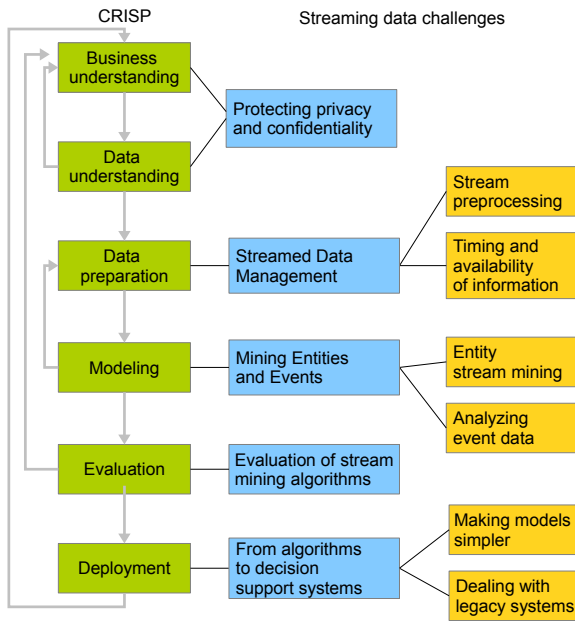 CRISP
Streaming data challenges
Business
understanding
Protecting privacy
and confidentiality
Data
understanding
Stream
preprocessing
Data
preparation
Streamed Data
Management
Timing and
availability
of information
Modeling
Mining Entities
and Events
Entity
stream mining
Analyzing
event data
Evaluation
Evaluation of stream
mining algorithms
Making models
simpler
Deployment
From algorithms
to decision
support systems
Dealing with
legacy systems